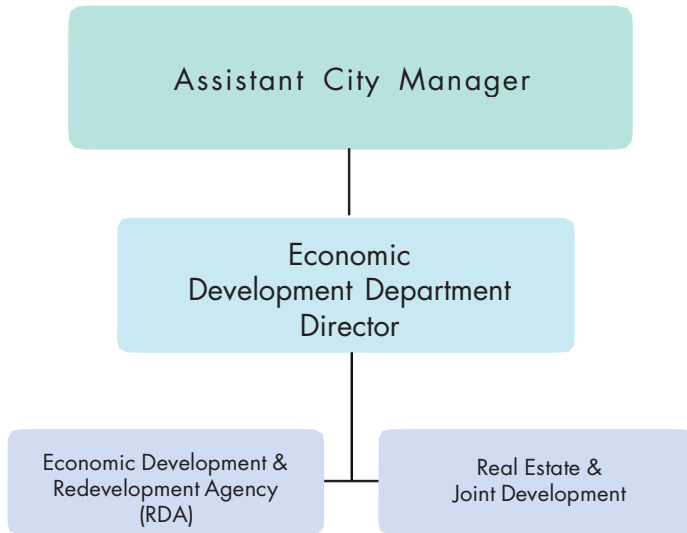 Assistant City Manager
Economic
Development Department
Director
Economic Development &
Redevelopment Agency
(RDA)
Real Estate &
Joint Development